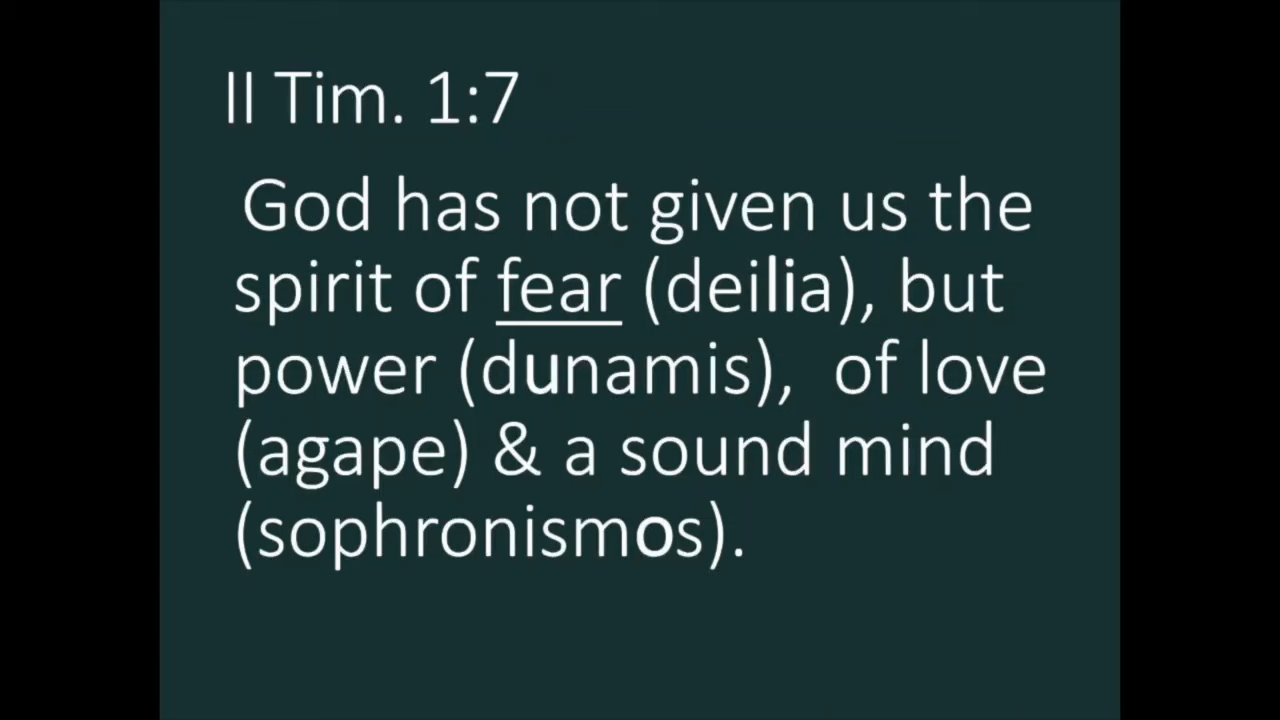 II Tim. 1:7
God has not given us the
spirit of fear (deilia), but
power (dunamis),  of love
(agape) & a sound mind
(sophronismos).